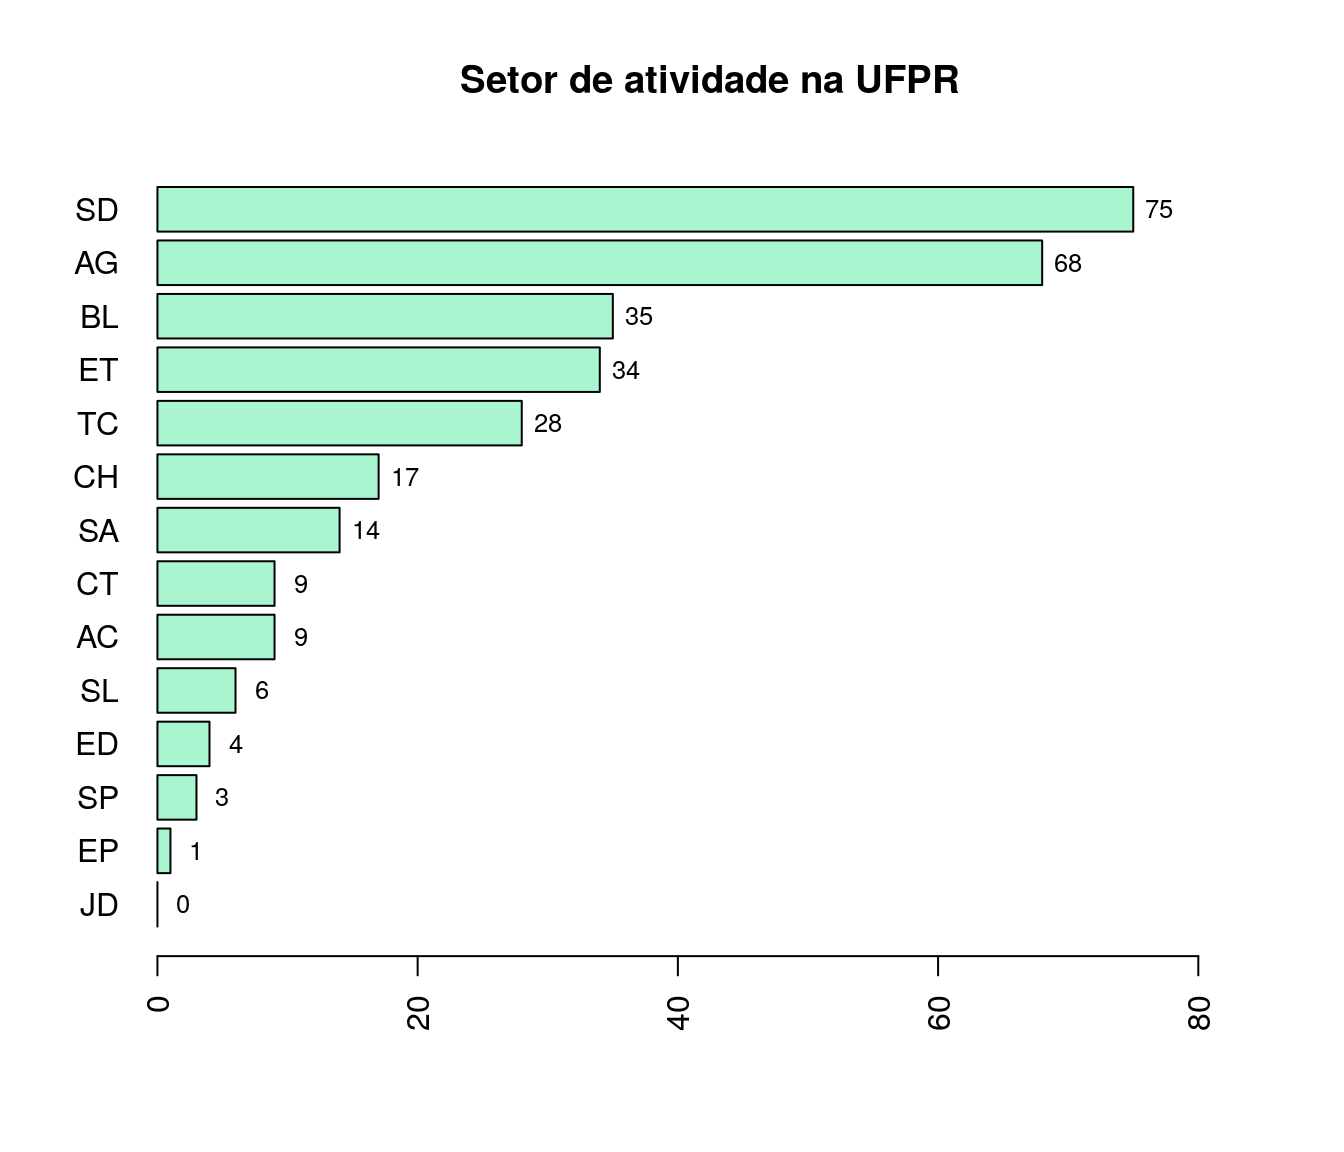 Setor de atividade na UFPR
SD 75
AG 68
BL 35
ET 34
TC 28
CH 17
SA 14
CT 9
AC 9
SL 6
ED 4
SP 3
EP 1
JD 0
0 20 40 60 80